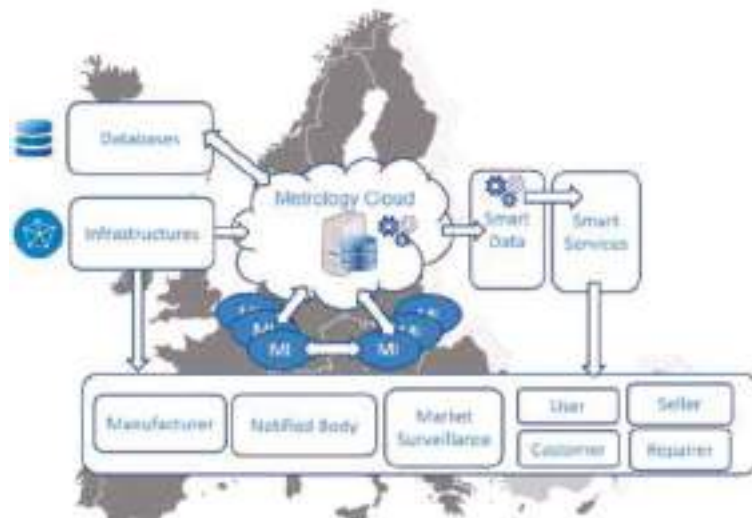 Databases
Metrology Cloud
Infrastructures
Smart
Data
Smart
Services
MI
MI
MI
Manufacturer
Notified Body
Market
Surveillance
User
Seller
Customer
Repairer